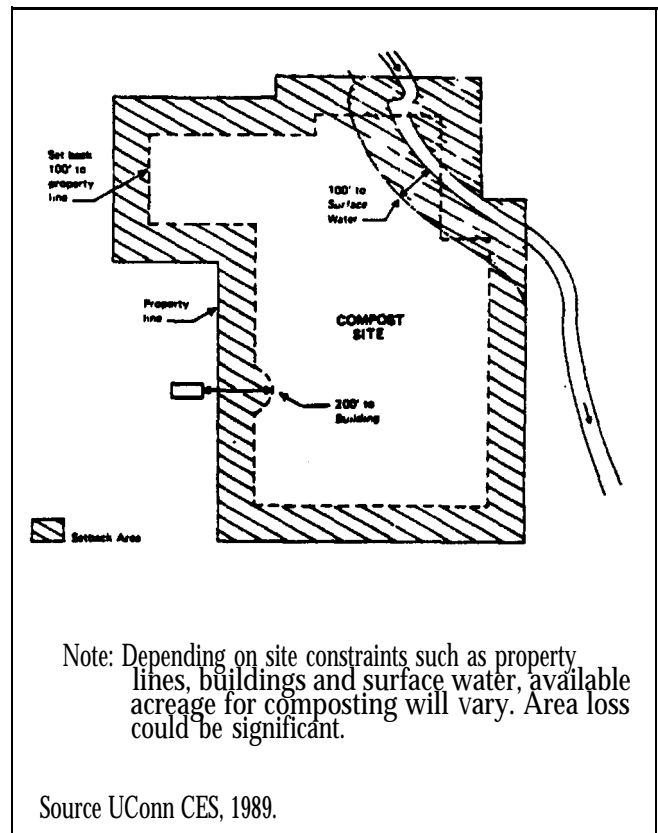 Set back
100' to
property
line
100' to
Surface
Water
Property
line
COMPOST
SITE
200' to
Building
Setback Area
Note: Depending on site constraints such as property
lines, buildings and surface water, available
acreage for composting will vary. Area loss
could be significant.
Source UConn CES, 1989.